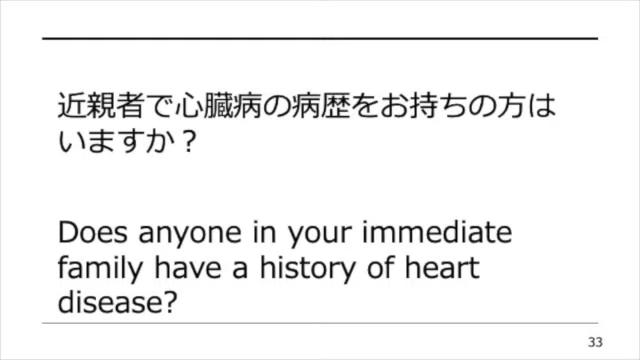 近親者で心臓病の病歴をお持ちの方は
いますか？
Does anyone in your immediate
family have a history of heart
disease?
33